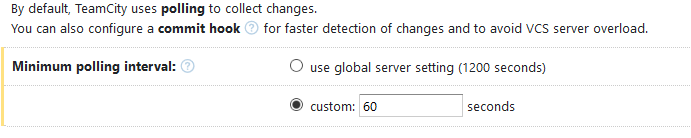 By default, TeamCity uses polling to collect changes.
You can also configure a commit hook ? for faster detection of changes and to avoid VCS server overload.
Minimum polling interval: ? use global server setting (1200 seconds)
custom: 60 seconds